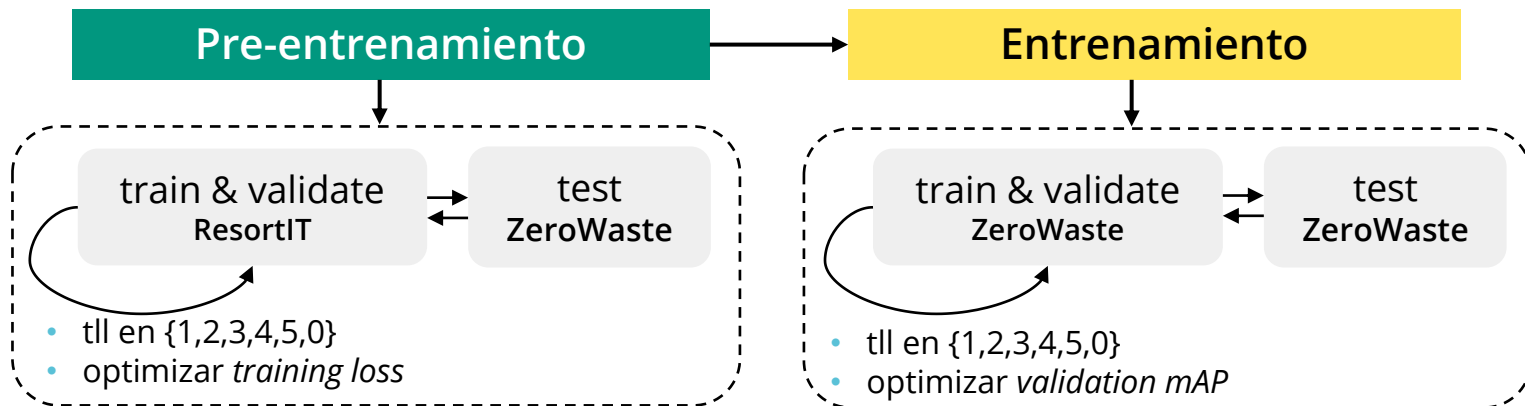 Pre-entrenamiento
Entrenamiento
train & validate
ResortIT
test
ZeroWaste
tll en {1,2,3,4,5,0}
optimizar training loss
train & validate
ZeroWaste
test
ZeroWaste
tll en {1,2,3,4,5,0}
optimizar validation mAP